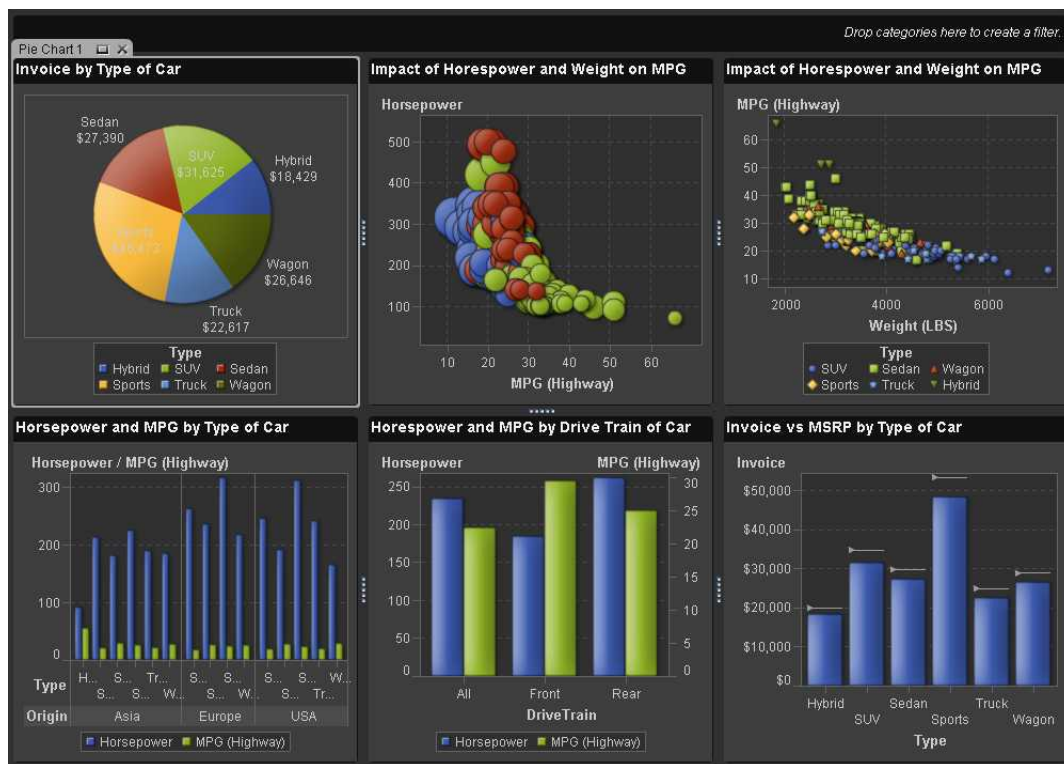 Drop categories here to create a filter.
Pie Chart 1
Invoice by Type of Car
Sedan
$27,390
SUV
$31,625
Hybrid
$18,429
Wagon
$26,646
Truck
$22,617
Type
Hybrid SUV Sedan
Sports Truck Wagon
Impact of Horespower and Weight on MPG
Horsepower
500
400
300
200
100
10 20 30 40 50 60
MPG (Highway)
Impact of Horespower and Weight on MPG
MPG (Highway)
60
50
40
30
20
10
2000 4000 6000
Weight (LBS)
Type
SUV Sedan Wagon
Sports Truck Hybrid
Horsepower and MPG by Type of Car
Horsepower / MPG (Highway)
300
200
100
0
H... S... S... Tr... S... S... W... S... S... W...
Type
S... S... W... S... W... S... Tr...
Origin Asia Europe USA
Horsepower MPG (Highway)
Horespower and MPG by Drive Train of Car
Horsepower MPG (Highway)
250 30
200 25
150 20
100 15
100 10
50 5
0 0
All Front Rear
DriveTrain
Horsepower MPG (Highway)
Invoice vs MSRP by Type of Car
Invoice
$50,000
$40,000
$30,000
$20,000
$10,000
$0
Hybrid Sedan Truck
SUV Sports Wagon
Type